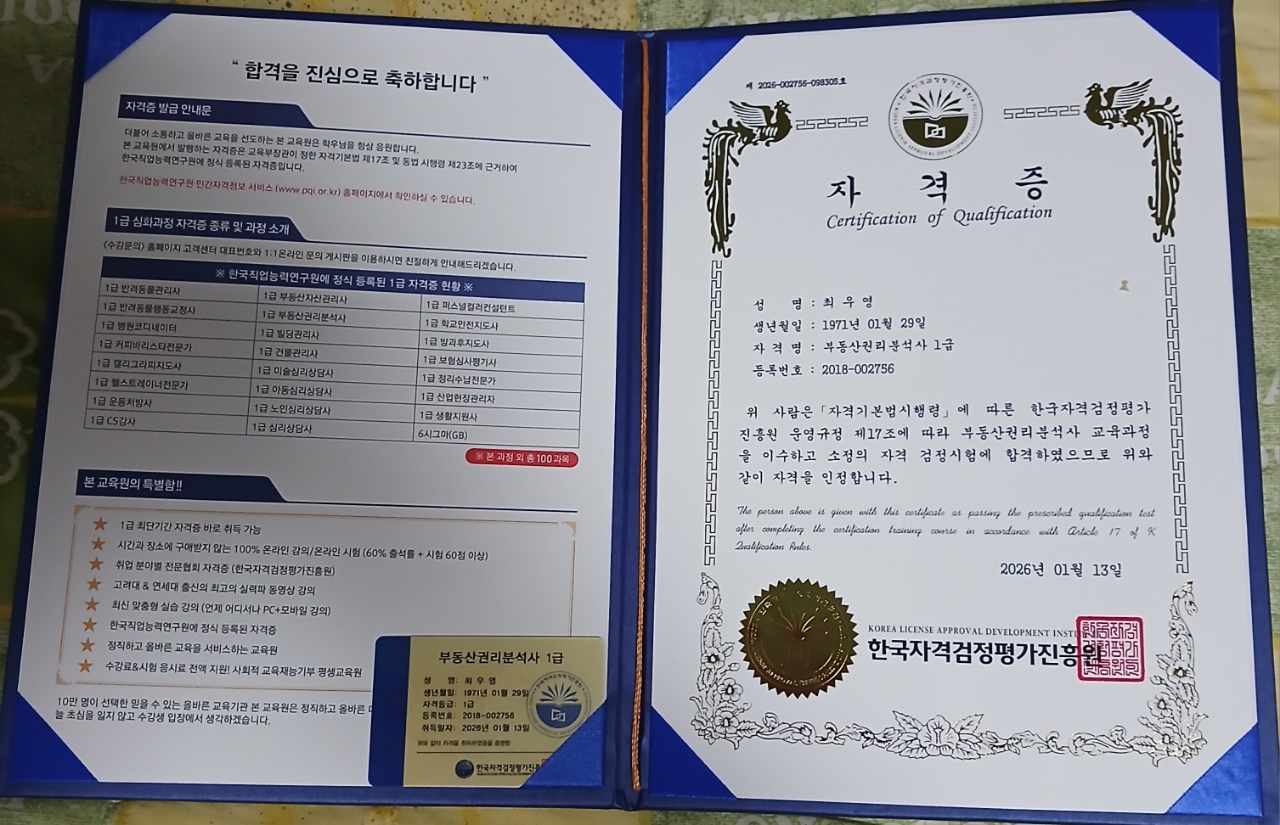 “ 합격을 진심으로 축하합니다 ”
자격증 발급 안내문
더불어 소통하고 올바른 교육을 선도하는 본 교육원은 학우님을 항상 응원합니다.
본 교육원에서 발행하는 자격증은 교육부장관이 정한 자격기본법 제17조 및 동법 시행령 제23조에 근거하여
한국직업능력연구원에 정식 등록된 자격증입니다.
한국직업능력연구원 민간자격정보 서비스 (www.pqi.or.kr) 홈페이지에서 확인하실 수 있습니다.
1급 심화과정 자격증 종류 및 과정 소개
《수강문의》 홈페이지 고객센터 대표번호와 1:1온라인 문의 게시판을 이용하시면 친절하게 안내해드리겠습니다.
※ 한국직업능력연구원에 정식 등록된 1급 자격증 현황 ※
1급 반려동물관리사 1급 부동산자산관리사 1급 퍼스널컬러컨설턴트
1급 반려동물행동교정사 1급 부동산권리분석사 1급 학교안전지도사
1급 병원코디네이터 1급 빌딩관리사 1급 방과후지도사
1급 커피바리스타전문가 1급 건물관리사 1급 보험심사평가사
1급 캘리그라피지도사 1급 미술심리상담사 1급 정리수납전문가
1급 헬스트레이너전문가 1급 아동심리상담사 1급 산업현장관리자
1급 운동처방사 1급 노인심리상담사 1급 생활지원사
1급 CS강사 1급 심리상담사 6시그마(GB)
※ 본 과정 외 총 100과목
본 교육원의 특별함!!
1급 최단기간 자격증 바로 취득 가능
시간과 장소에 구애받지 않는 100% 온라인 강의/온라인 시험 (60% 출석률 + 시험 60점 이상)
취업 분야별 전문협회 자격증 (한국자격검정평가진흥원)
고려대 & 연세대 출신의 최고의 실력파 동영상 강의
최신 맞춤형 실습 강의 (언제 어디서나 PC+모바일 강의)
한국직업능력연구원에 정식 등록된 자격증
정직하고 올바른 교육을 서비스하는 교육원
수강료&시험 응시료 전액 지원! 사회적 교육재능기부 평생교육원
10만 명이 선택한 믿을 수 있는 올바른 교육기관 본 교육원은 정직하고 올바른
늘 초심을 잃지 않고 수강생 입장에서 생각하겠습니다.
부동산권리분석사 1급
성 명: 최 우 영
생년월일: 1971년 01월 29일
자격등급: 1급
등록번호: 2018-002756
취득일자: 2026년 01월 13일
위와 같이 자격을 취득하였음을 증명함
한국자격검정평가진흥
제 2026-002756-098305호
자 격 증
Certification of Qualification
성 명 : 최 우 영
생년월일 : 1971년 01월 29일
자 격 명 : 부동산권리분석사 1급
등록번호 : 2018-002756
위 사람은「자격기본법시행령」에 따른 한국자격검정평가
진흥원 운영규정 제17조에 따라 부동산권리분석사 교육과정
을 이수하고 소정의 자격 검정시험에 합격하였으므로 위와
같이 자격을 인정합니다.
The person above is given with this certificate as passing the prescribed qualification test
after completing the certification training course in accordance with Article 17 of K
Qualification Rules.
2026년 01월 13일
KOREA LICENSE APPROVAL DEVELOPMENT INSTI
한국자격검정평가진흥원